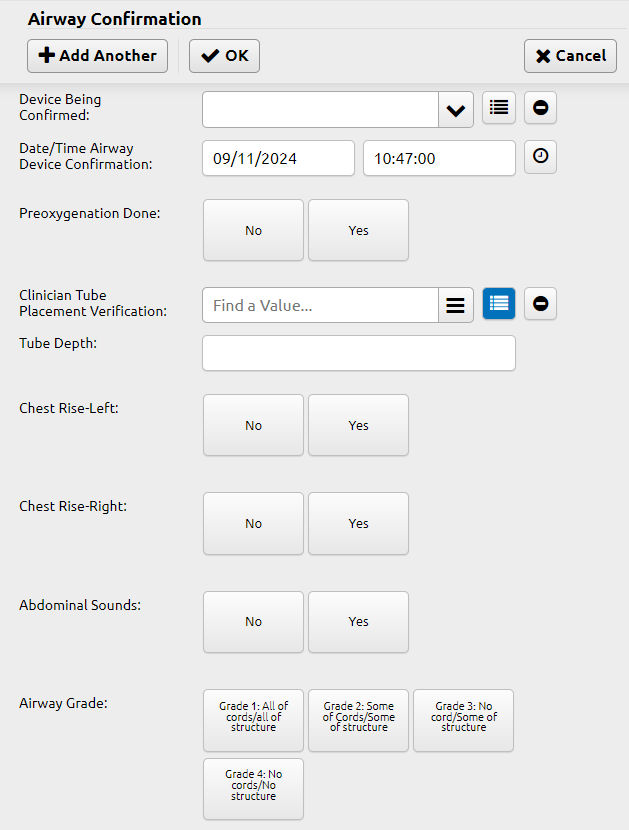 Airway Confirmation
Add Another
OK
Cancel
Device Being
Confirmed:
Date/Time Airway
Device Confirmation:
09/11/2024
10:47:00
Preoxygenation Done:
No
Yes
Clinician Tube
Placement Verification:
Find a Value...
Tube Depth:
Chest Rise-Left:
No
Yes
Chest Rise-Right:
No
Yes
Abdominal Sounds:
No
Yes
Airway Grade:
Grade 1: All of
cords/all of
structure
Grade 2: Some
of Cords/Some
of structure
Grade 3: No
cord/Some of
structure
Grade 4: No
cords/No
structure